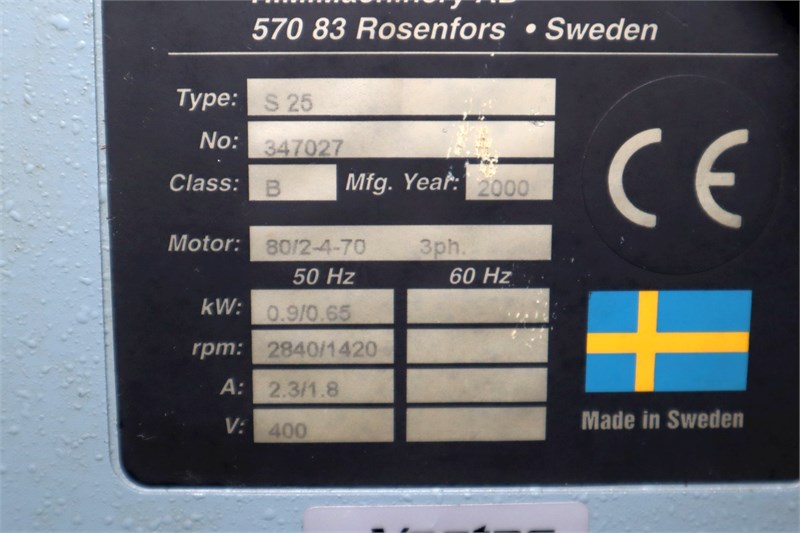 570 83 Rosenfors • Sweden
Type: S 25
No: 347027
Class: B Mfg. Year: 2000
Motor: 80/2-4-70 3ph.
50 Hz 60 Hz
kW: 0.9/0.65
rpm: 2840/1420
A: 2.3/1.8
V: 400
CE
Made in Sweden